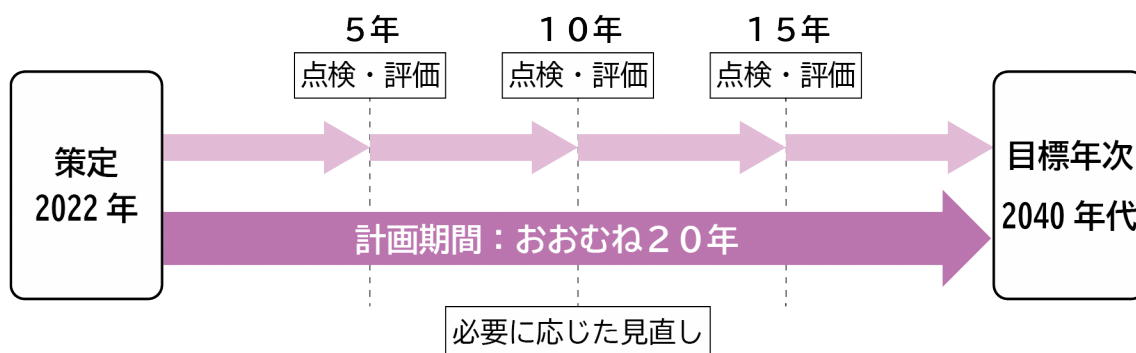 ５年
１０年
１５年
点検・評価
点検・評価
点検・評価
策定
2022 年
目標年次
2040 年代
計画期間：おおむね２０年
必要に応じた見直し